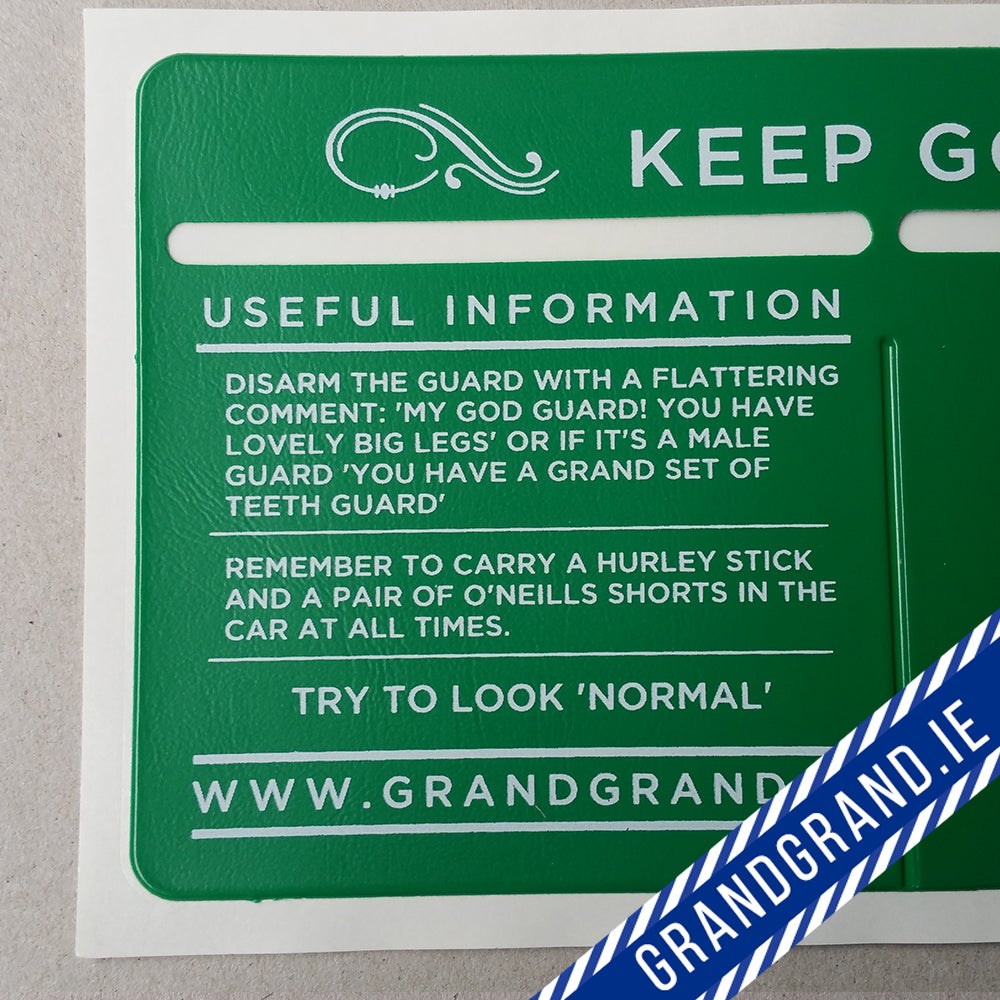 KEEP GO
USEFUL INFORMATION
DISARM THE GUARD WITH A FLATTERING
COMMENT: 'MY GOD GUARD! YOU HAVE
LOVELY BIG LEGS' OR IF IT'S A MALE
GUARD 'YOU HAVE A GRAND SET OF
TEETH GUARD'
REMEMBER TO CARRY A HURLEY STICK
AND A PAIR OF O'NEILLS SHORTS IN THE
CAR AT ALL TIMES.
TRY TO LOOK 'NORMAL'
WWW.GRANDGRAND
GRANDGRAND.IE